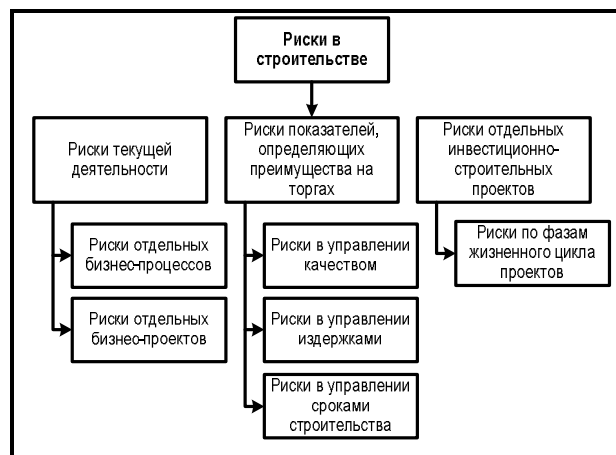 Риски в
строительстве
Риски текущей
деятельности
Риски показателей,
определяющих
преимущества на
торгах
Риски отдельных
инвестиционно-
строительных
проектов
Риски отдельных
бизнес-процессов
Риски отдельных
бизнес-проектов
Риски в управлении
качеством
Риски в управлении
издержками
Риски в управлении
сроками
строительства
Риски по фазам
жизненного цикла
проектов